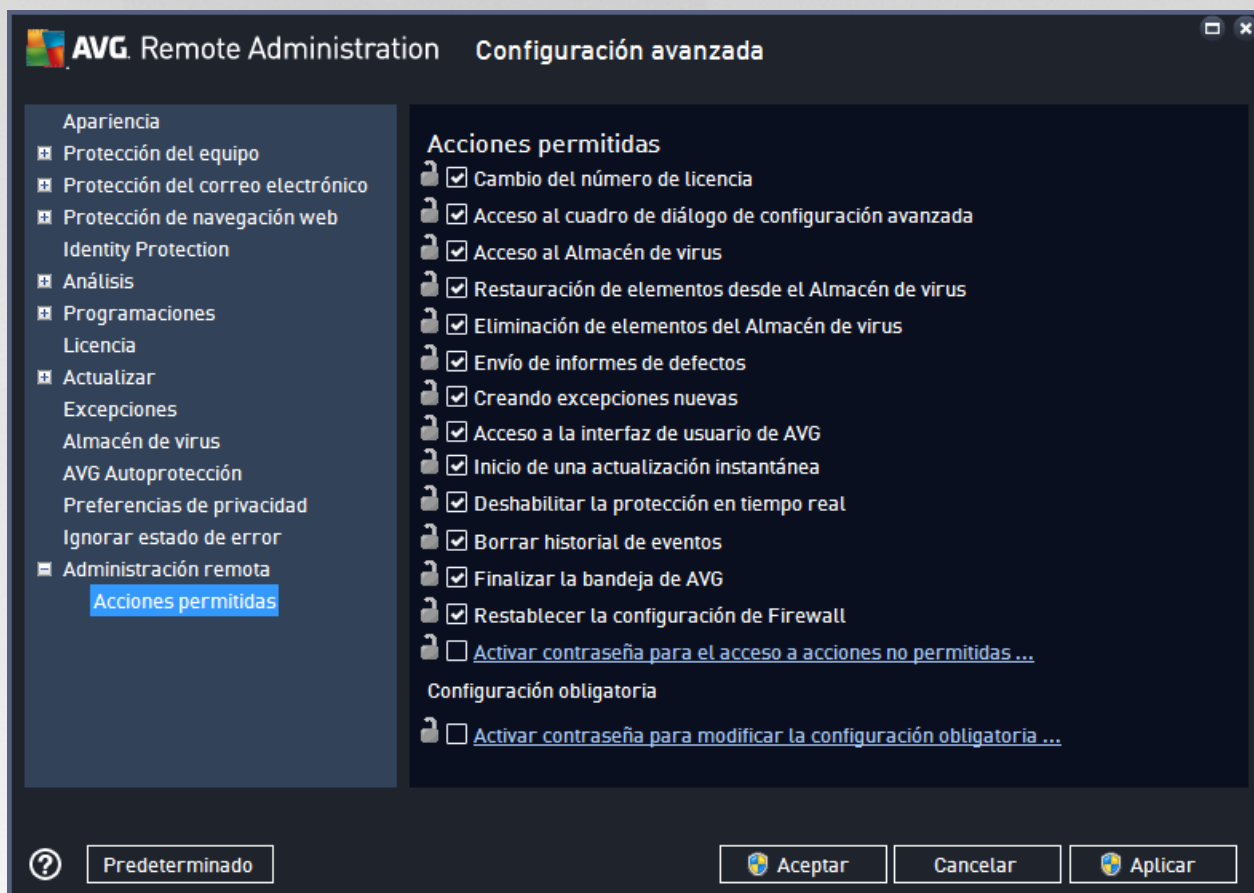 AVG. Remote Administration
Configuración avanzada
Apariencia
Protección del equipo
Protección del correo electrónico
Protección de navegación web
Identity Protection
Análisis
Programaciones
Licencia
Actualizar
Excepciones
Almacén de virus
AVG Autoprotección
Preferencias de privacidad
Ignorar estado de error
Administración remota
Acciones permitidas
Acciones permitidas
Cambio del número de licencia
Acceso al cuadro de diálogo de configuración avanzada
Acceso al Almacén de virus
Restauración de elementos desde el Almacén de virus
Eliminación de elementos del Almacén de virus
Envío de informes de defectos
Creando excepciones nuevas
Acceso a la interfaz de usuario de AVG
Inicio de una actualización instantánea
Deshabilitar la protección en tiempo real
Borrar historial de eventos
Finalizar la bandeja de AVG
Restablecer la configuración de Firewall
Activar contraseña para el acceso a acciones no permitidas ...
Configuración obligatoria
Activar contraseña para modificar la configuración obligatoria ...
Predeterminado
Aceptar
Cancelar
Aplicar